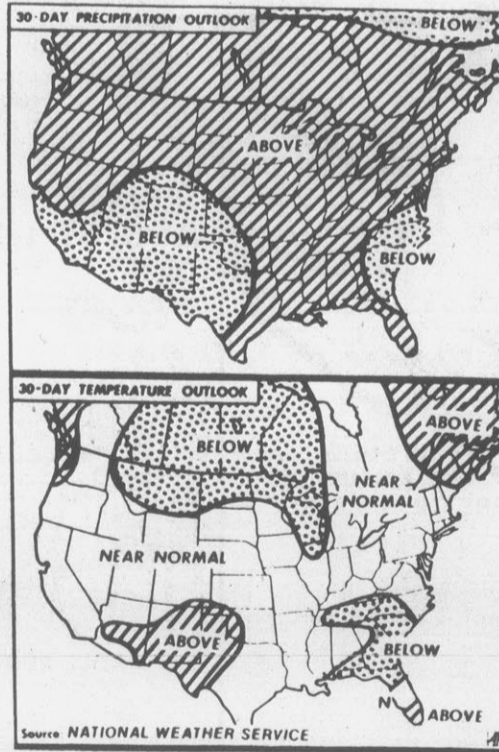 30-DAY PRECIPITATION OUTLOOK
BELOW
ABOVE
BELOW
BELOW
30-DAY TEMPERATURE OUTLOOK
BELOW
ABOVE
NEAR
NORMAL
NEAR NORMAL
ABOVE
BELOW
N
ABOVE
Source NATIONAL WEATHER SERVICE